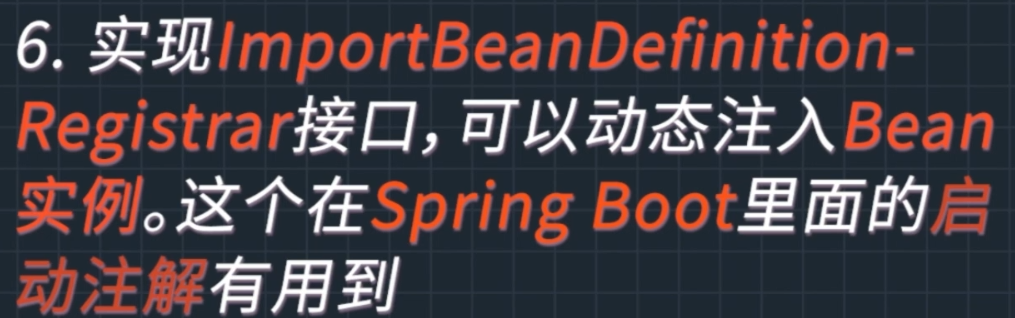 6. 实现ImportBeanDefinition-
Registrar接口，可以动态注入Bean
实例。这个在Spring Boot里面的启
动注解有用到